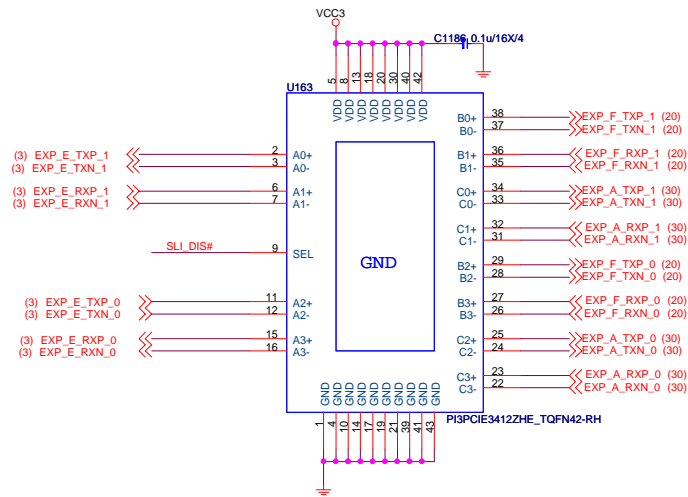 VCC3
C1186 0.1u/16X/4
5 8 13 18 20 30 40 42
U163
VDD VDD VDD VDD VDD VDD VDD VDD
B0+ 38 EXP_F_TXP_1 (20)
B0- 37 EXP_F_TXN_1 (20)
(3) EXP_E_TXP_1 2 A0+ B1+ 36 EXP_F_RXP_1 (20)
(3) EXP_E_TXN_1 3 A0- B1- 35 EXP_F_RXN_1 (20)
(3) EXP_E_RXP_1 6 A1+ C0+ 34 EXP_A_TXP_1 (30)
(3) EXP_E_RXN_1 7 A1- C0- 33 EXP_A_TXN_1 (30)
C1+ 32 EXP_A_RXP_1 (30)
C1- 31 EXP_A_RXN_1 (30)
SLI_DIS# 9 SEL
GND
B2+ 29 EXP_F_TXP_0 (20)
B2- 28 EXP_F_TXN_0 (20)
(3) EXP_E_TXP_0 11 A2+ B3+ 27 EXP_F_RXP_0 (20)
(3) EXP_E_TXN_0 12 A2- B3- 26 EXP_F_RXN_0 (20)
(3) EXP_E_RXP_0 15 A3+ C2+ 25 EXP_A_TXP_0 (30)
(3) EXP_E_RXN_0 16 A3- C2- 24 EXP_A_TXN_0 (30)
C3+ 23 EXP_A_RXP_0 (30)
C3- 22 EXP_A_RXN_0 (30)
GND GND GND GND GND GND GND GND GND GND
PI3PCIE3412ZHE_TQFN42-RH
1 4 10 14 17 19 21 39 41 43